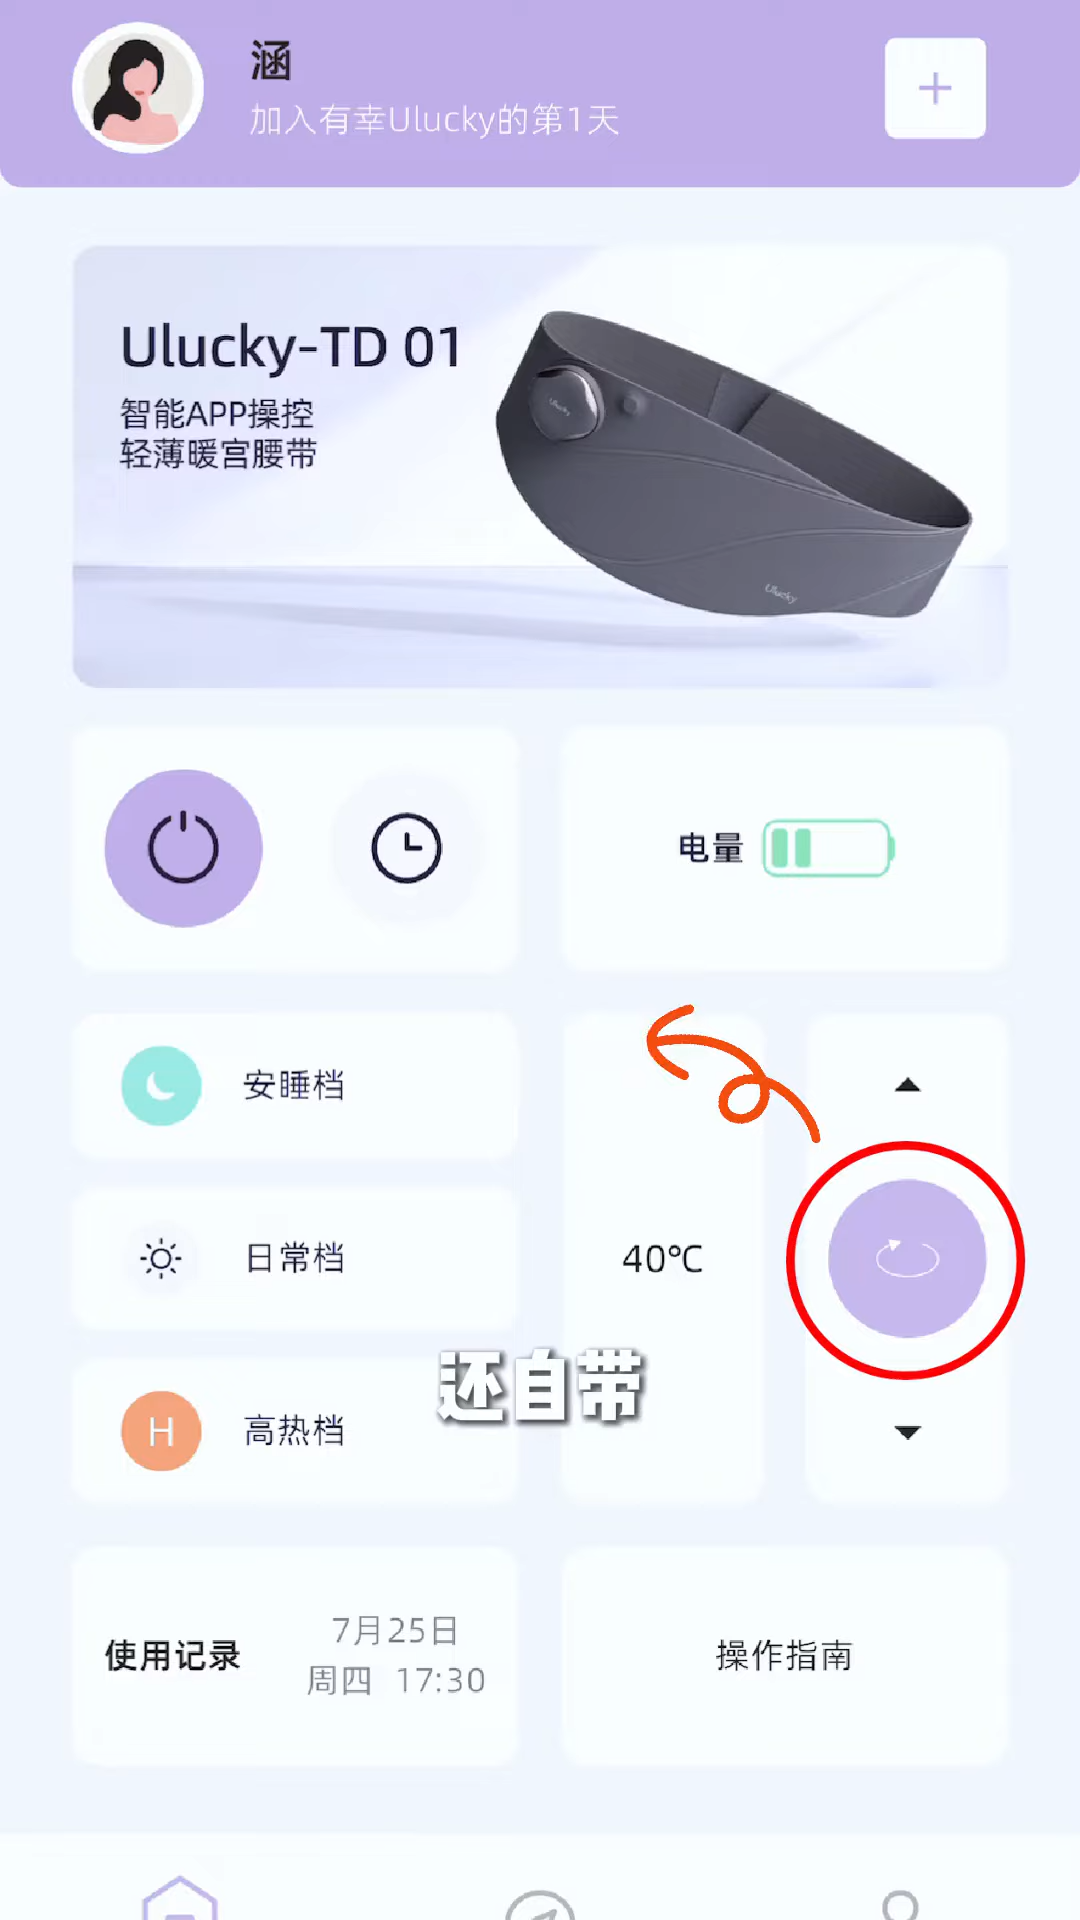 涵
加入有幸Ulucky的第1天
Ulucky-TD 01
智能APP操控
轻薄暖宫腰带
Ulucky
Ulucky
电量
安睡档
日常档
40℃
还自带
H 高热档
使用记录
7月25日
周四 17:30
操作指南